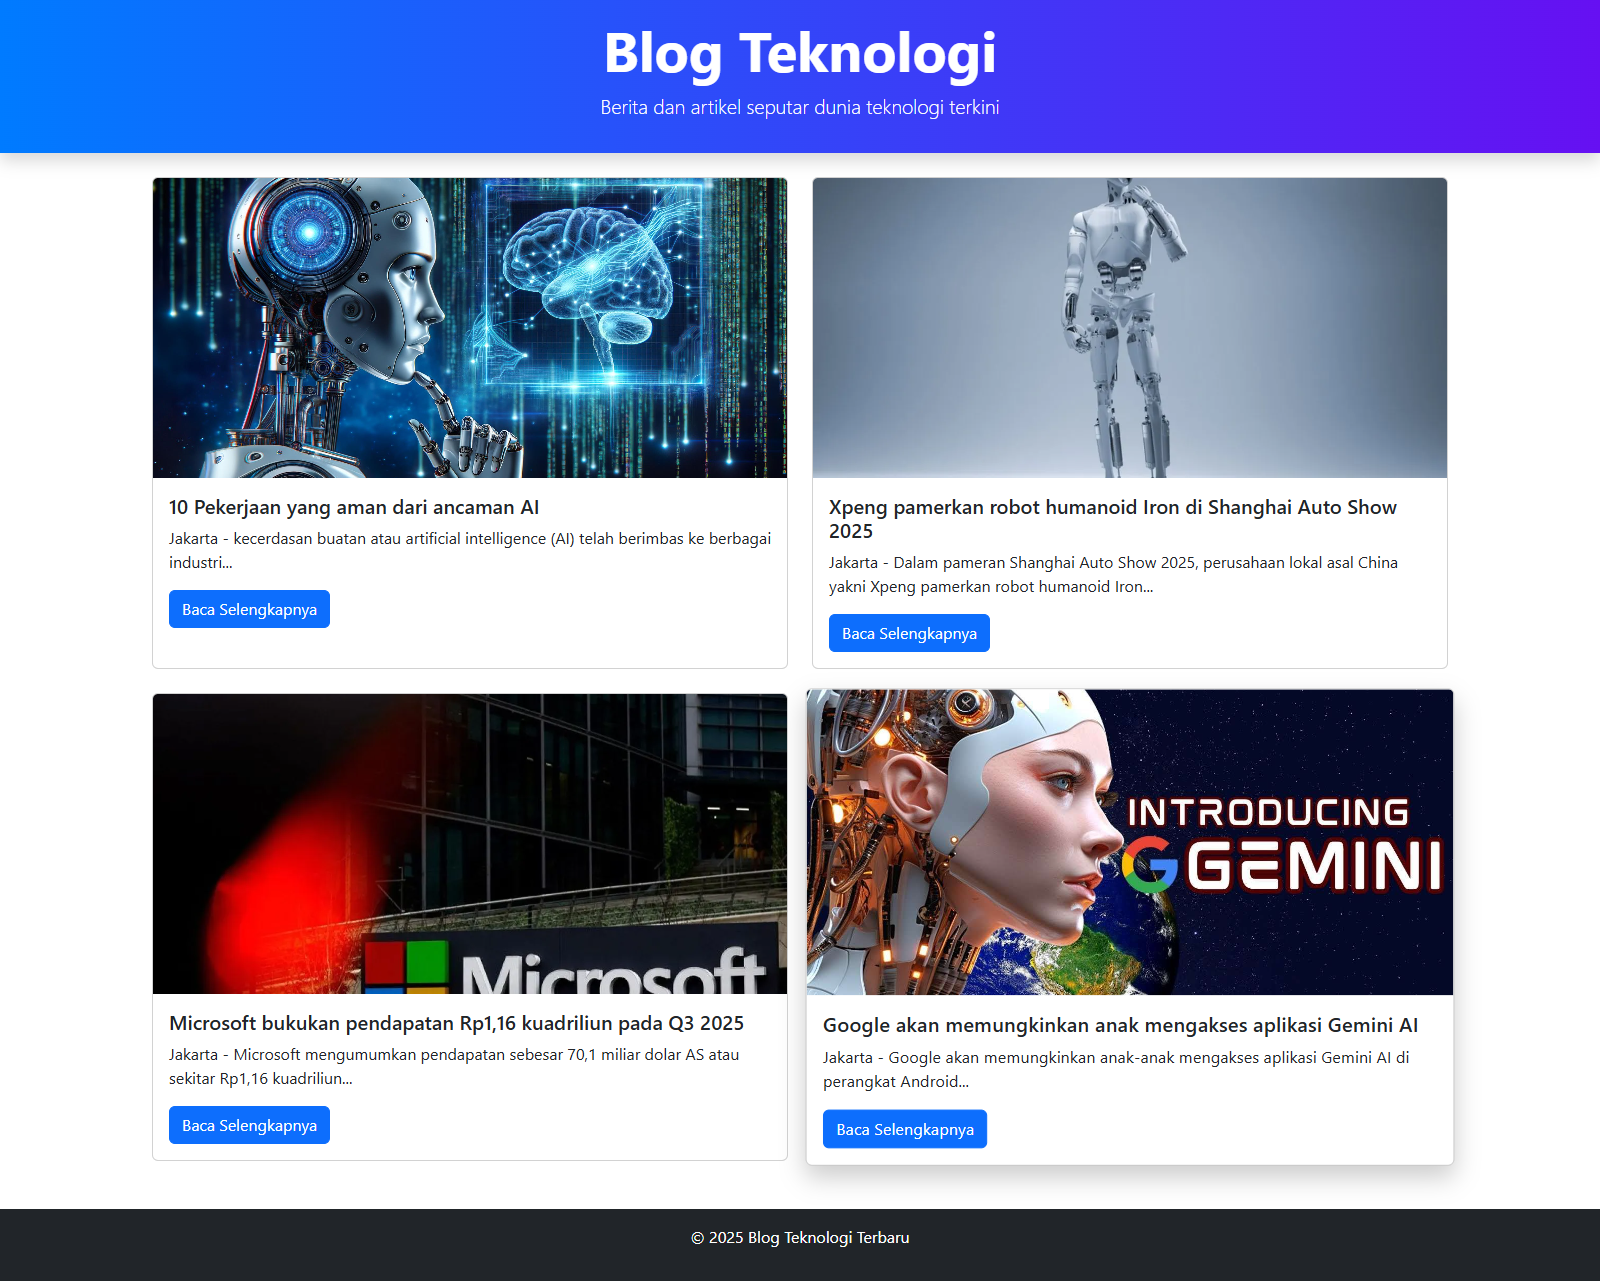 Blog Teknologi
Berita dan artikel seputar dunia teknologi terkini
10 Pekerjaan yang aman dari ancaman AI
Jakarta - kecerdasan buatan atau artificial intelligence (AI) telah berimbas ke berbagai
industri...
Baca Selengkapnya
Xpeng pamerkan robot humanoid Iron di Shanghai Auto Show
2025
Jakarta - Dalam pameran Shanghai Auto Show 2025, perusahaan lokal asal China
yakni Xpeng pamerkan robot humanoid Iron...
Baca Selengkapnya
Microsoft
Microsoft bukukan pendapatan Rp1,16 kuadriliun pada Q3 2025
Jakarta - Microsoft mengumumkan pendapatan sebesar 70,1 miliar dolar AS atau
sekitar Rp1,16 kuadriliun...
Baca Selengkapnya
INTRODUCING
G GEMINI
Google akan memungkinkan anak mengakses aplikasi Gemini AI
Jakarta - Google akan memungkinkan anak-anak mengakses aplikasi Gemini AI di
perangkat Android...
Baca Selengkapnya
© 2025 Blog Teknologi Terbaru